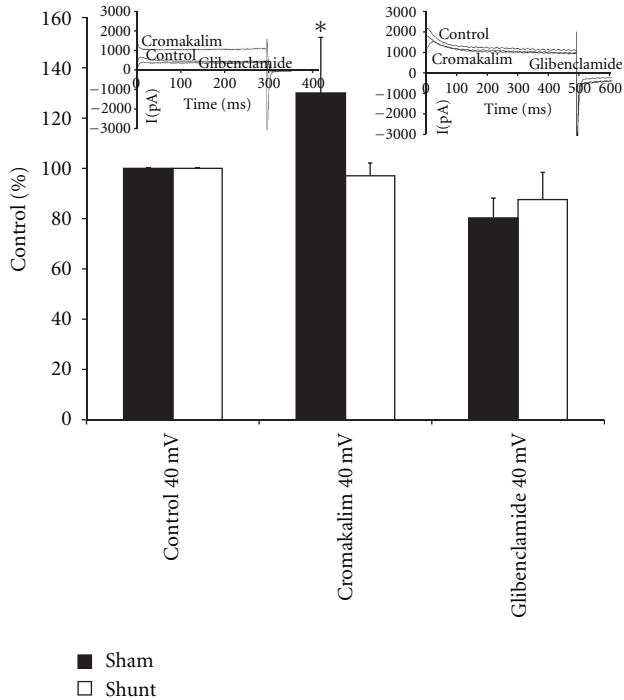 160
140
120
100
80
60
40
20
0
Control (%)
3000
2000
1000
0
−1000
−2000
−3000
I(pA)
Cromakalim
Control
Glibenclamide
0 100 200 300 400
Time (ms)
*
3000
2000
1000
0
−1000
−2000
−3000
I(pA)
Control
Cromakalim
Glibenclamide
0 100 200 300 400 500 600
Time (ms)
Control 40 mV
Cromakalim 40 mV
Glibenclamide 40 mV
Sham
Shunt